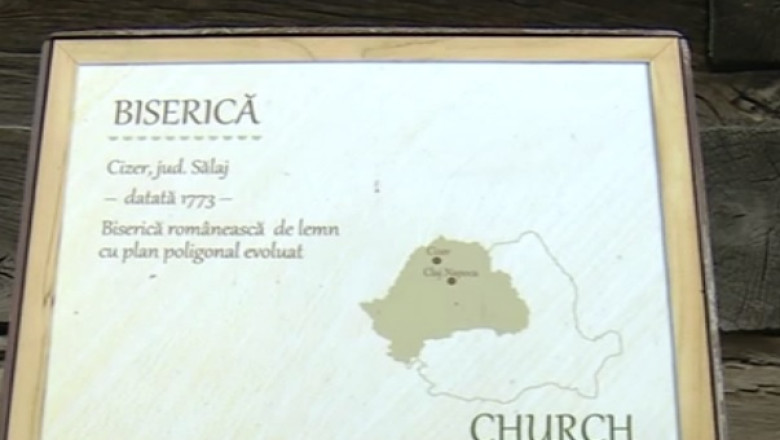 BISERICĂ
Cizer, jud. Sălaj
– datată 1773 –
Biserică românească de lemn
cu plan poligonal evoluat
Cizer
Cluj Napoca
CHURCH